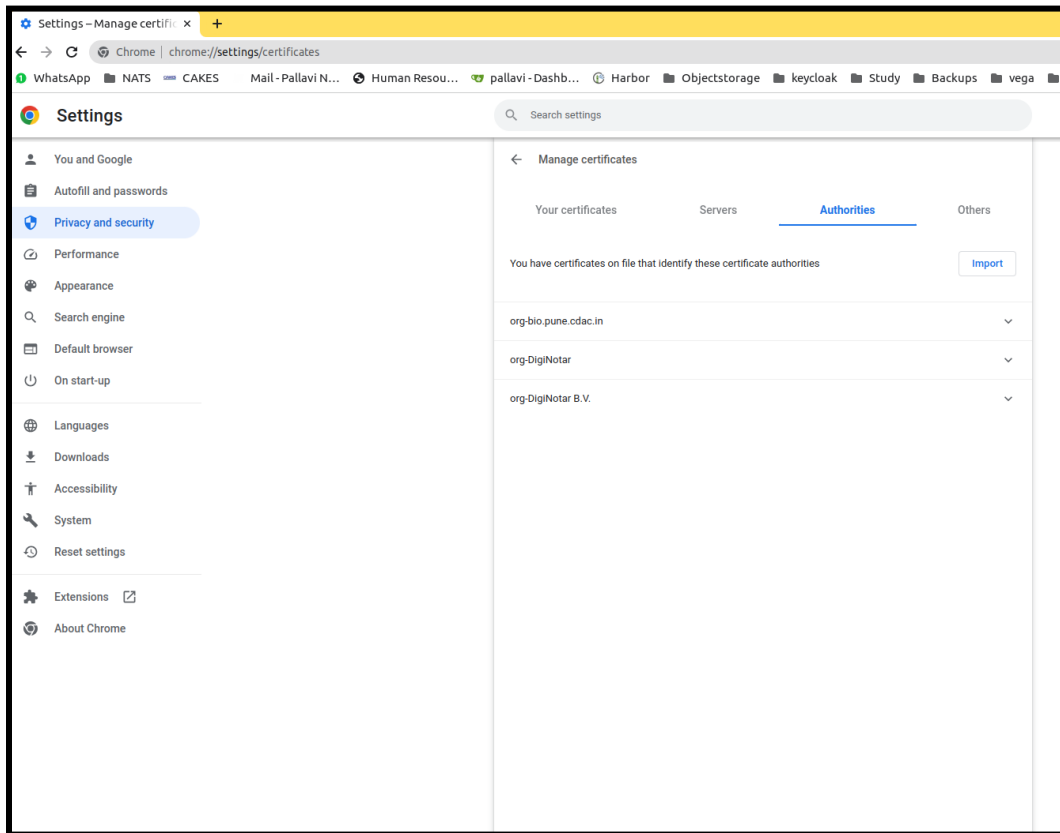 Settings – Manage certific
Chrome | chrome://settings/certificates
WhatsApp NATS CAKES Mail - Pallavi N... Human Resou... pallavi - Dashb... Harbor Objectstorage keycloak Study Backups vega
Settings
Search settings
You and Google
Autofill and passwords
Privacy and security
Performance
Appearance
Search engine
Default browser
On start-up
Languages
Downloads
Accessibility
System
Reset settings
Extensions
About Chrome
Manage certificates
Your certificates Servers Authorities Others
You have certificates on file that identify these certificate authorities
Import
org-bio.pune.cdac.in
org-DigiNotar
org-DigiNotar B.V.